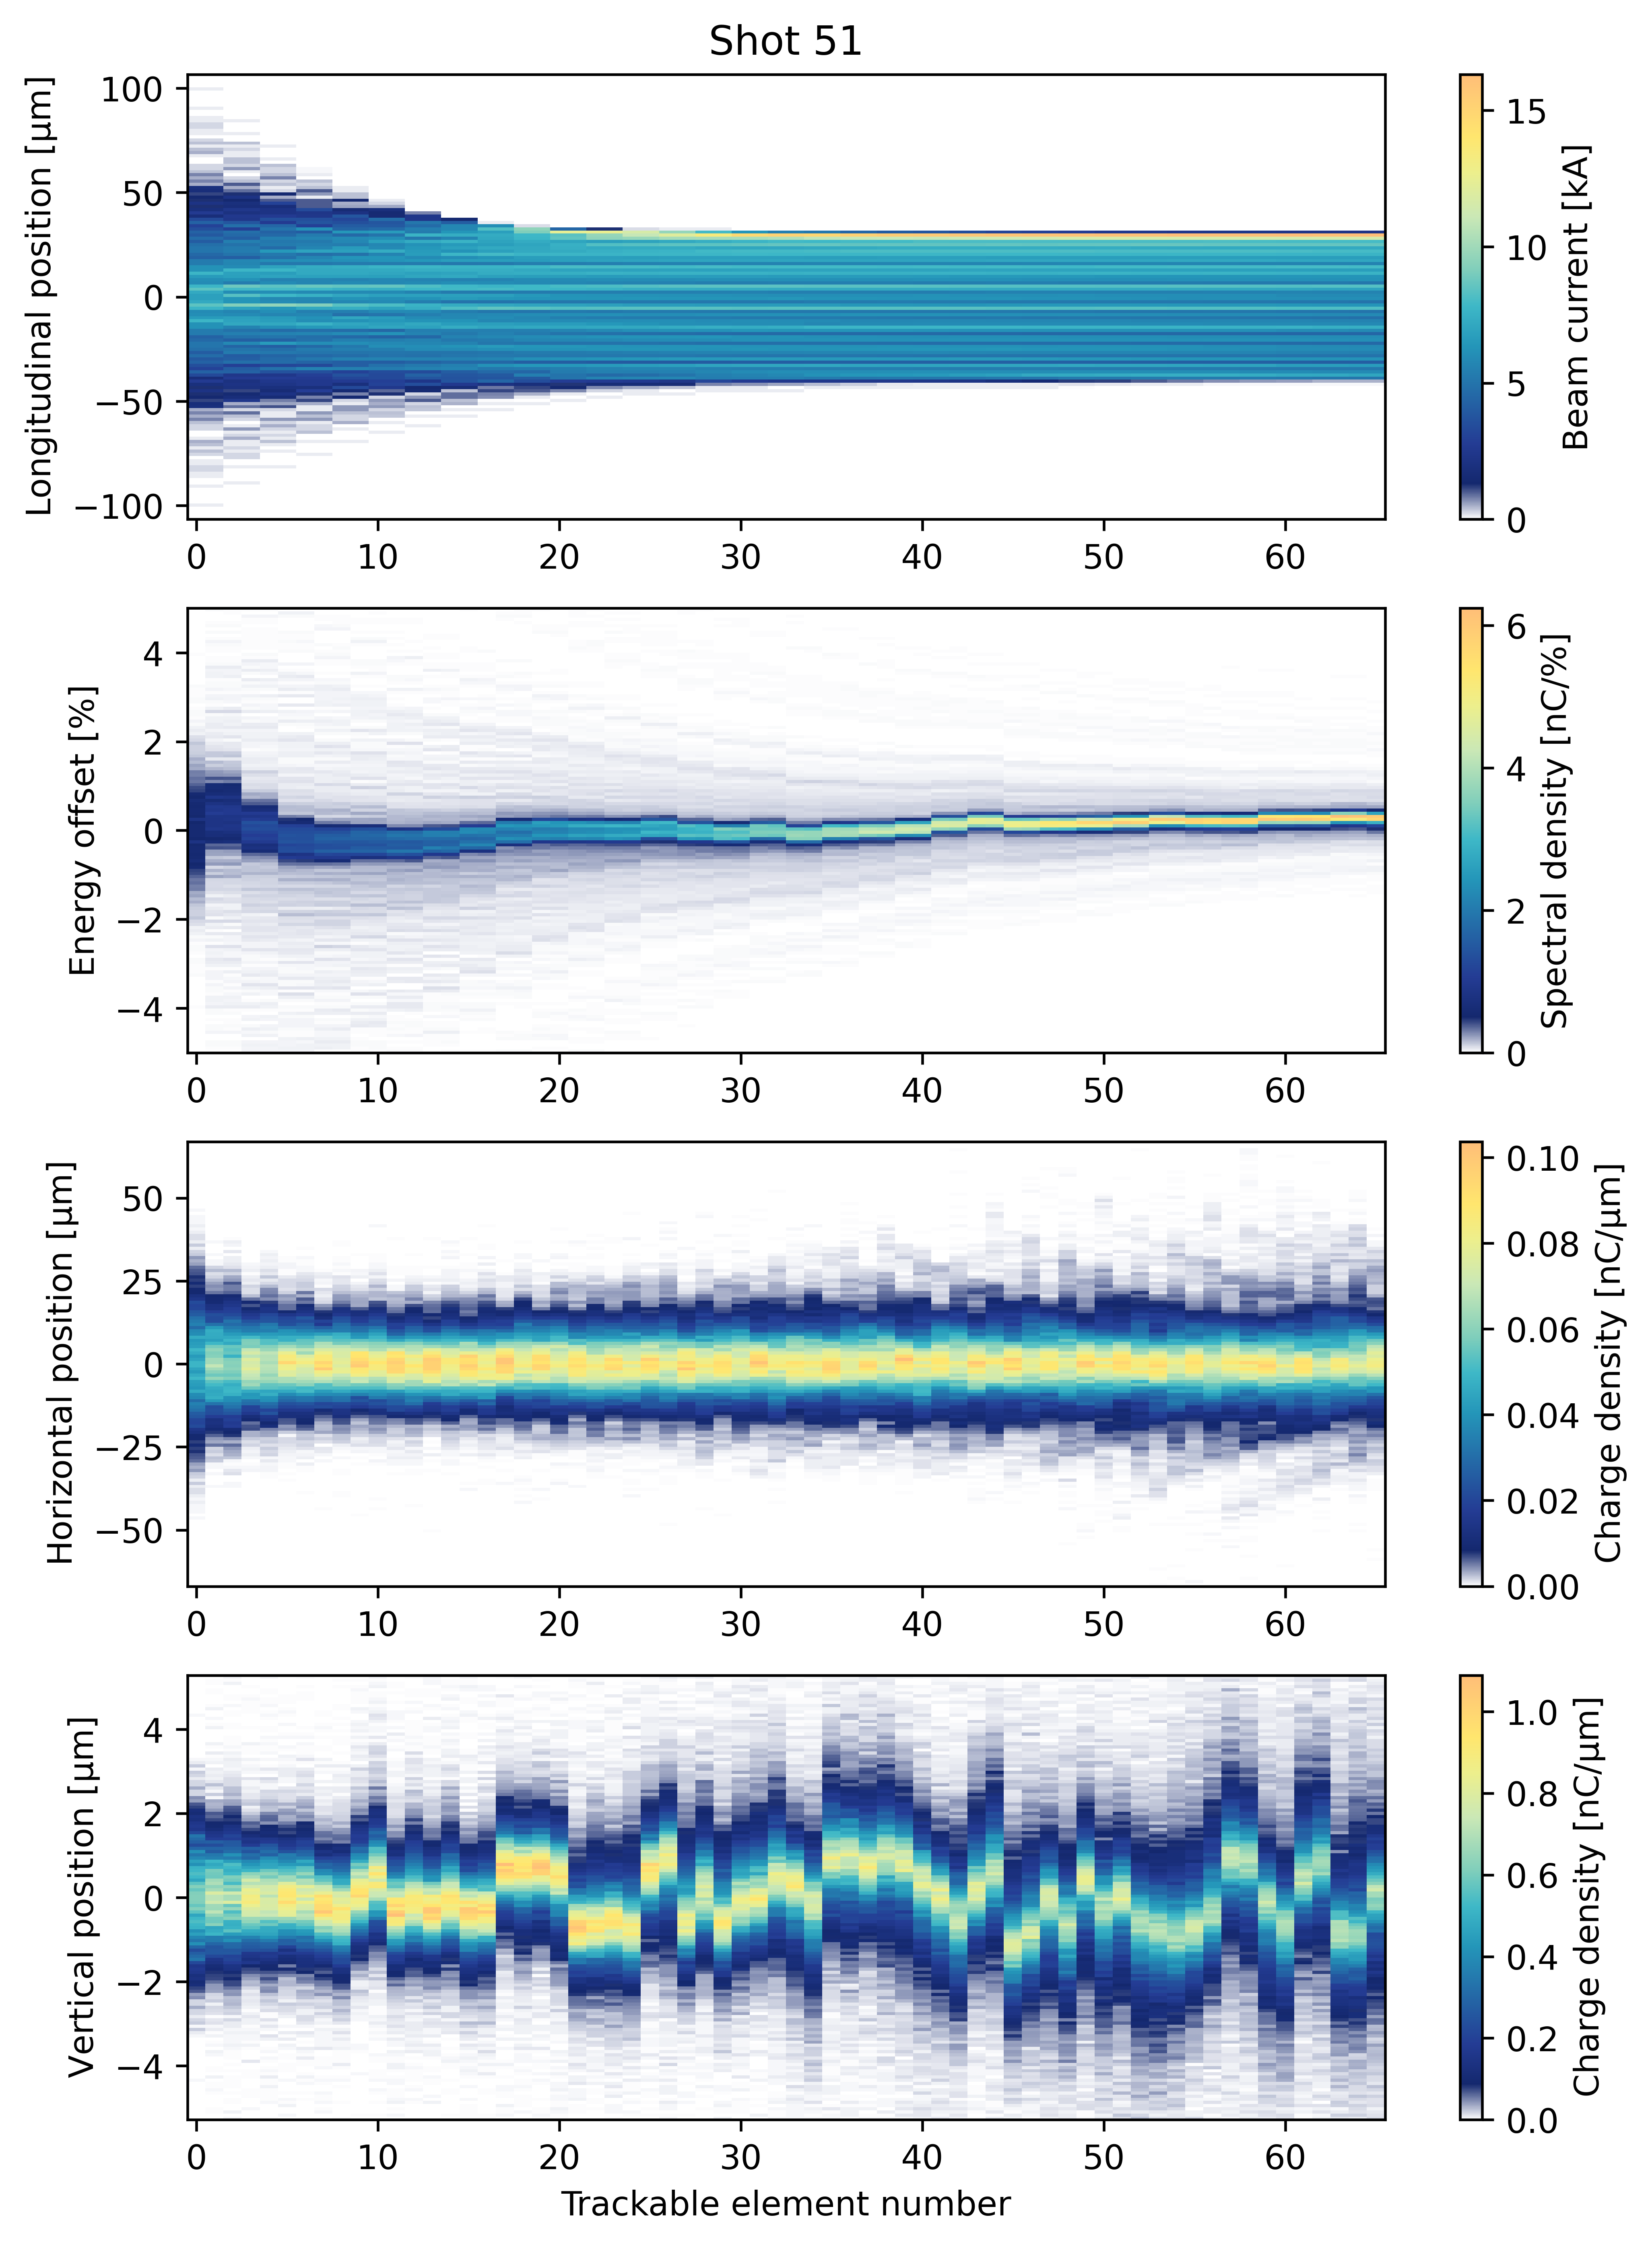 Shot 51
Longitudinal position [µm]
100
50
0
−50
−100
0 10 20 30 40 50 60
15
10
5
0
Beam current [kA]
Energy offset [%]
4
2
0
−2
−4
0 10 20 30 40 50 60
6
4
2
0
Spectral density [nC/%]
Horizontal position [µm]
50
25
0
−25
−50
0 10 20 30 40 50 60
0.10
0.08
0.06
0.04
0.02
0.00
Charge density [nC/µm]
Vertical position [µm]
4
2
0
−2
−4
0 10 20 30 40 50 60
Trackable element number
1.0
0.8
0.6
0.4
0.2
0.0
Charge density [nC/µm]